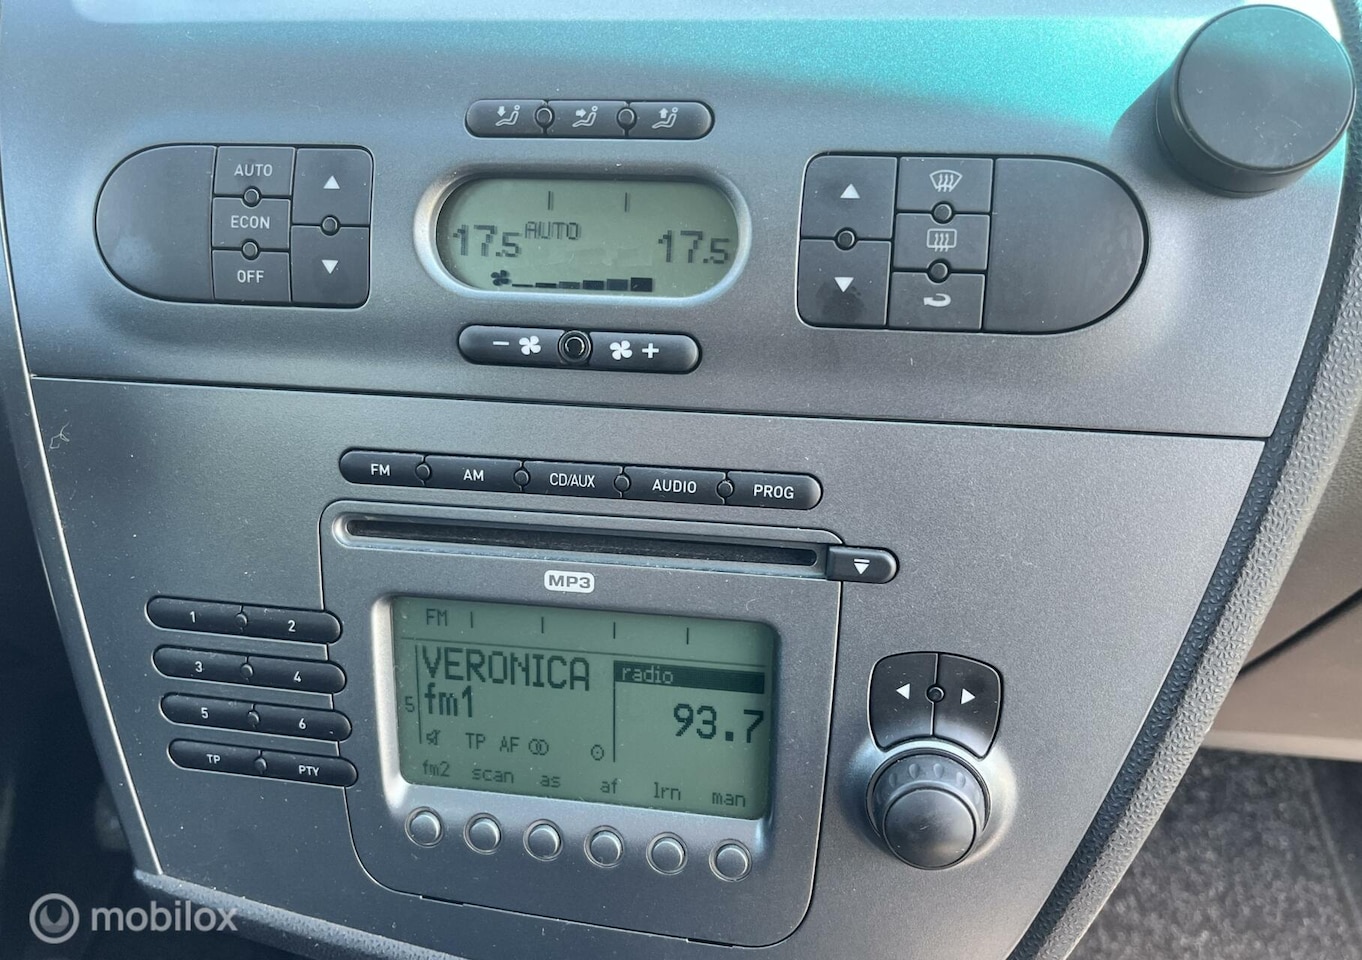 AUTO
ECON
OFF
17.5 AUTO 17.5
- +
FM AM CD/AUX AUDIO PROG
MP3
1 2
3 4
5 6
TP PTY
FM
VERONICA radio
5 fm1 93.7
TP AF
fm2 scan as af lrn man
mobilox